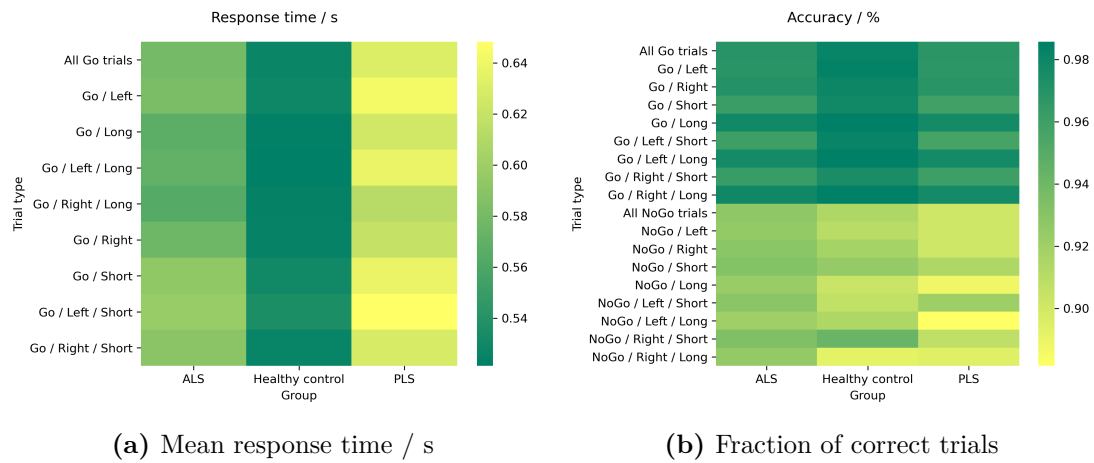 Response time / s
All Go trials
Go / Left
Go / Long
Go / Left / Long
Go / Right / Long
Go / Right
Go / Short
Go / Left / Short
Go / Right / Short
Trial type
ALS
Healthy control
PLS
Group
0.64
0.62
0.60
0.58
0.56
0.54
(a) Mean response time / s
Accuracy / %
All Go trials
Go / Left
Go / Right
Go / Short
Go / Long
Go / Left / Short
Go / Left / Long
Go / Right / Short
Go / Right / Long
All NoGo trials
NoGo / Left
NoGo / Right
NoGo / Short
NoGo / Long
NoGo / Left / Short
NoGo / Left / Long
NoGo / Right / Short
NoGo / Right / Long
Trial type
ALS
Healthy control
PLS
Group
0.98
0.96
0.94
0.92
0.90
(b) Fraction of correct trials